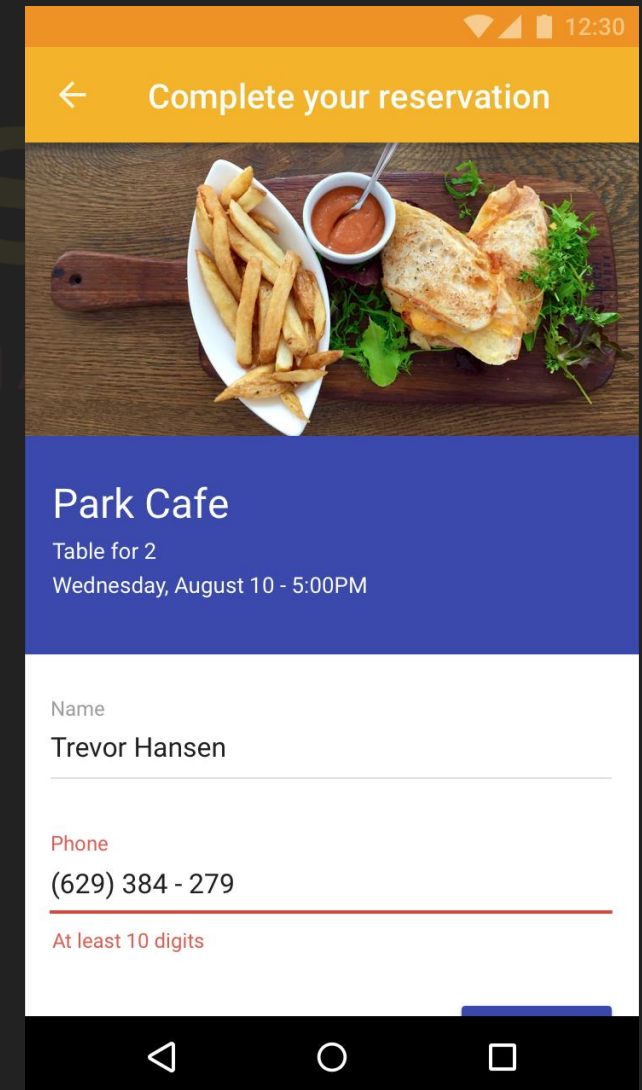 12:30
Complete your reservation
Park Cafe
Table for 2
Wednesday, August 10 - 5:00PM
Name
Trevor Hansen
Phone
(629) 384 - 279
At least 10 digits